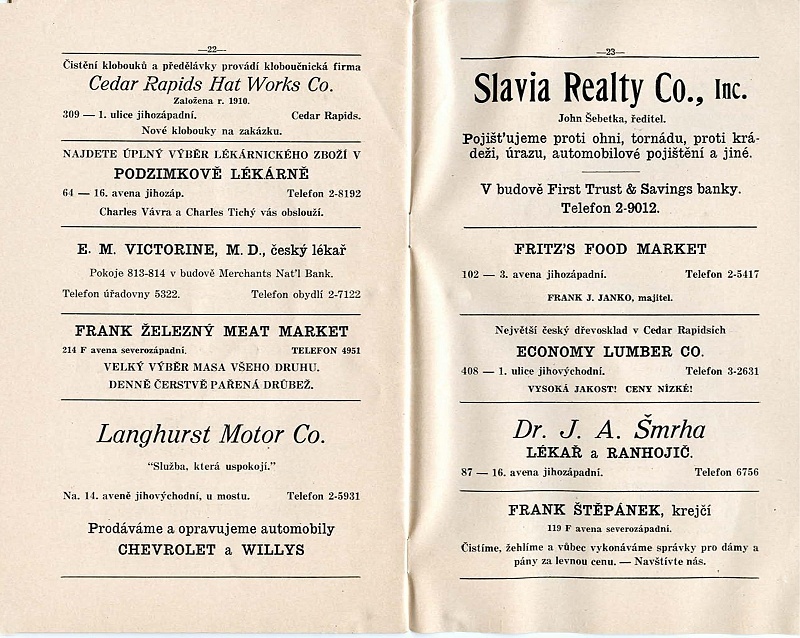 —22—
Čistění klobouků a předělávky provádí kloboučnická firma
Cedar Rapids Hat Works Co.
Založena r. 1910.
309 — 1. ulice jihozápadní. Cedar Rapids.
Nové klobouky na zakázku.
NAJDETE ÚPLNÝ VÝBĚR LÉKÁRNICKÉHO ZBOŽÍ V
PODZIMKOVĚ LÉKÁRNĚ
64 — 16. avena jihozáp. Telefon 2-8192
Charles Vávra a Charles Tichý vás obslouží.
E. M. VICTORINE, M. D., český lékař
Pokoje 813-814 v budově Merchants Nat'l Bank.
Telefon úřadovny 5322. Telefon obydlí 2-7122
FRANK ŽELEZNÝ MEAT MARKET
214 F avena severozápadní. TELEFON 4951
VELKÝ VÝBĚR MASA VŠEHO DRUHU.
DENNĚ ČERSTVĚ PAŘENÁ DRŮBEŽ.
Langhurst Motor Co.
“Služba, která uspokojí.”
Na. 14. aveně jihovýchodní, u mostu. Telefon 2-5931
Prodáváme a opravujeme automobily
CHEVROLET a WILLYS
—23—
Slavia Realty Co., Inc.
John Šebetka, ředitel.
Pojišt'ujeme proti ohni, tornádu, proti krá-
deži, úrazu, automobilové pojištění a jiné.
V budově First Trust & Savings banky.
Telefon 2-9012.
FRITZ'S FOOD MARKET
102 — 3. avena jihozápadní. Telefon 2-5417
FRANK J. JANKO, majitel.
Největší český dřevosklad v Cedar Rapidsích
ECONOMY LUMBER CO.
408 — 1. ulice jihovýchodní. Telefon 3-2631
VYSOKÁ JAKOST! CENY NÍZKÉ!
Dr. J. A. Šmrha
LÉKAŘ a RANHOJIČ.
87 — 16. avena jihozápadní. Telefon 6756
FRANK ŠTĚPÁNEK, krejčí
119 F avena severozápadní.
Čistíme, žehlíme a vůbec vykonáváme správky pro dámy a
pány za levnou cenu. — Navštivte nás.